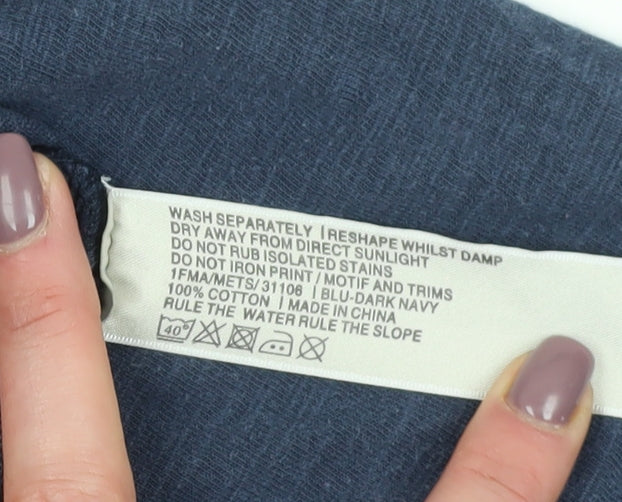 WASH SEPARATELY | RESHAPE WHILST DAMP
DRY AWAY FROM DIRECT SUNLIGHT
DO NOT RUB ISOLATED STAINS
DO NOT IRON PRINT / MOTIF AND TRIMS
1FMA/METS/ 31106 | BLU-DARK NAVY
100% COTTON | MADE IN CHINA
RULE THE WATER RULE THE SLOPE
40°